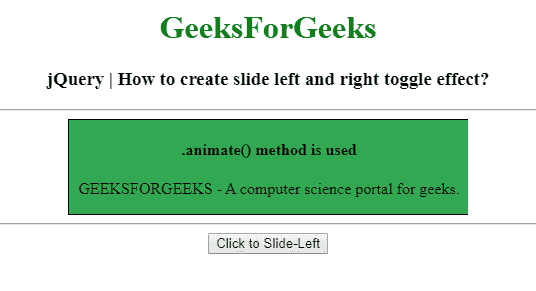 GeeksForGeeks
jQuery | How to create slide left and right toggle effect?
.animate() method is used
GEEKSFORGEEKS - A computer science portal for geeks.
Click to Slide-Left